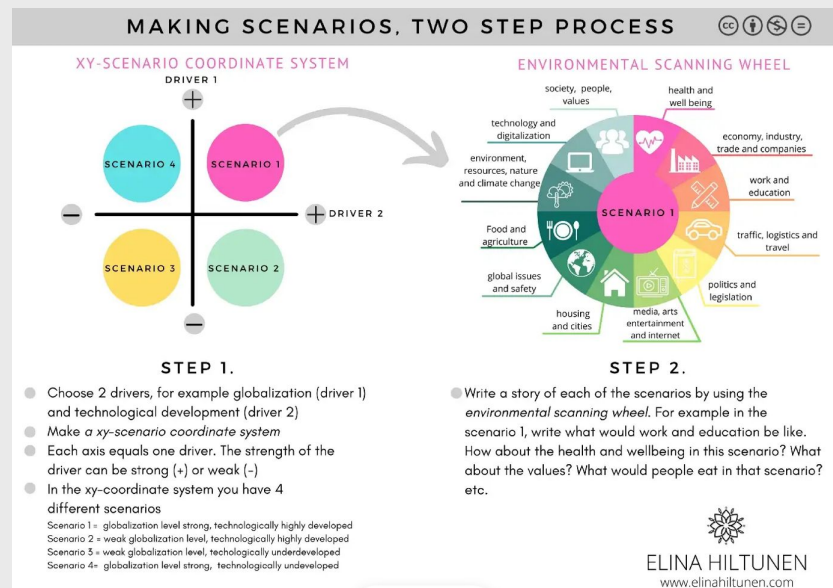 MAKING SCENARIOS, TWO STEP PROCESS
cc
$
=
XY-SCENARIO COORDINATE SYSTEM
DRIVER 1
+
SCENARIO 4
SCENARIO 1
−
+
DRIVER 2
SCENARIO 3
SCENARIO 2
−
ENVIRONMENTAL SCANNING WHEEL
society, people,
values
health and
well being
technology and
digitalization
economy, industry,
trade and companies
environment,
resources, nature
and climate change
work and
education
SCENARIO 1
Food and
agriculture
traffic, logistics and
travel
global issues
and safety
politics and
legislation
housing
and cities
media, arts
entertainment
and internet
STEP 1.
Choose 2 drivers, for example globalization (driver 1)
and technological development (driver 2)
Make a xy-scenario coordinate system
Each axis equals one driver. The strength of the
driver can be strong (+) or weak (-)
In the xy-coordinate system you have 4
different scenarios
Scenario 1 = globalization level strong, technologically highly developed
Scenario 2 = weak globalization level, technologically highly developed
Scenario 3 = weak globalization level, techologically underdeveloped
Scenario 4= globalization level strong, technologically undeveloped
STEP 2.
Write a story of each of the scenarios by using the
environmental scanning wheel. For example in the
scenario 1, write what would work and education be like.
How about the health and wellbeing in this scenario? What
about the values? What would people eat in that scenario?
etc.
ELINA HILTUNEN
www.elinahiltunen.com